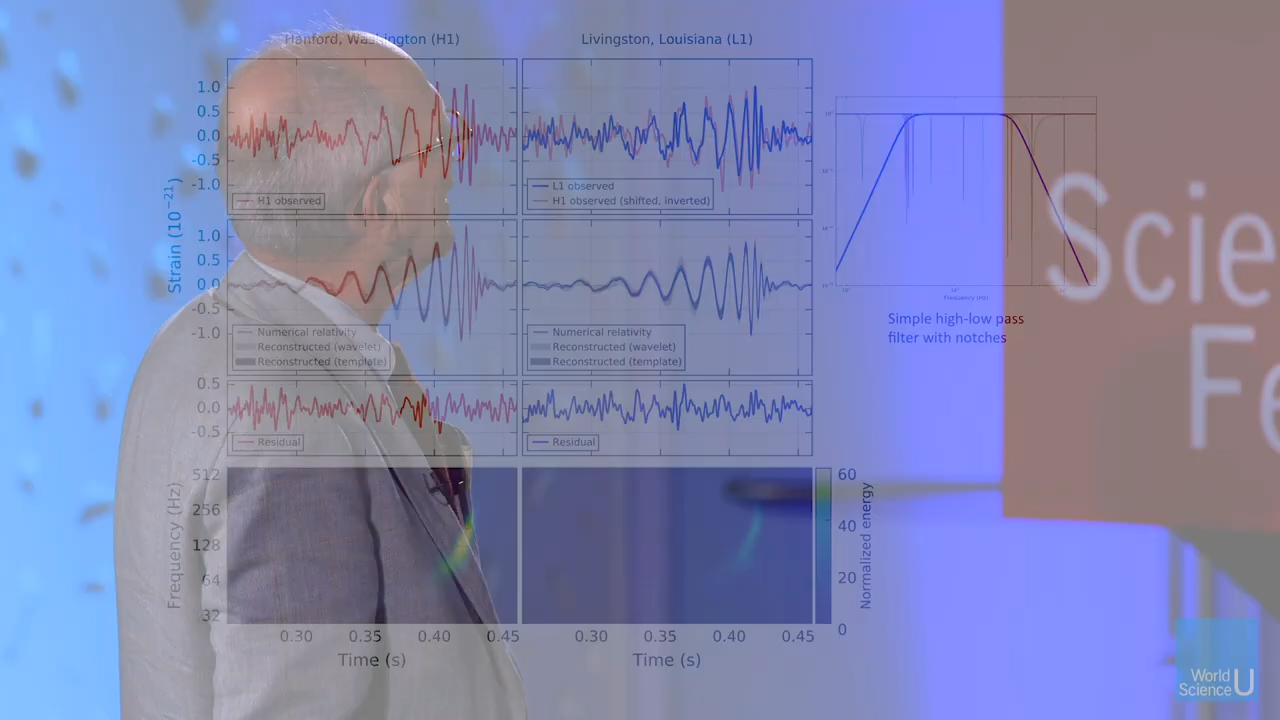 Hanford, Washington (H1)
Livingston, Louisiana (L1)
1.0
0.5
0.0
-0.5
-1.0
H1 observed
L1 observed
H1 observed (shifted, inverted)
Strain (10⁻²¹)
1.0
0.5
0.0
-0.5
-1.0
Numerical relativity
Reconstructed (wavelet)
Reconstructed (template)
Numerical relativity
Reconstructed (wavelet)
Reconstructed (template)
0.5
0.0
-0.5
Residual
Residual
Frequency (Hz)
512
256
128
64
32
0.30
0.35
0.40
0.45
Time (s)
0.30
0.35
0.40
0.45
Time (s)
60
40
20
0
Normalized energy
Frequency (Hz)
Simple high-low pass
filter with notches
Scie
Fe
World
Science U